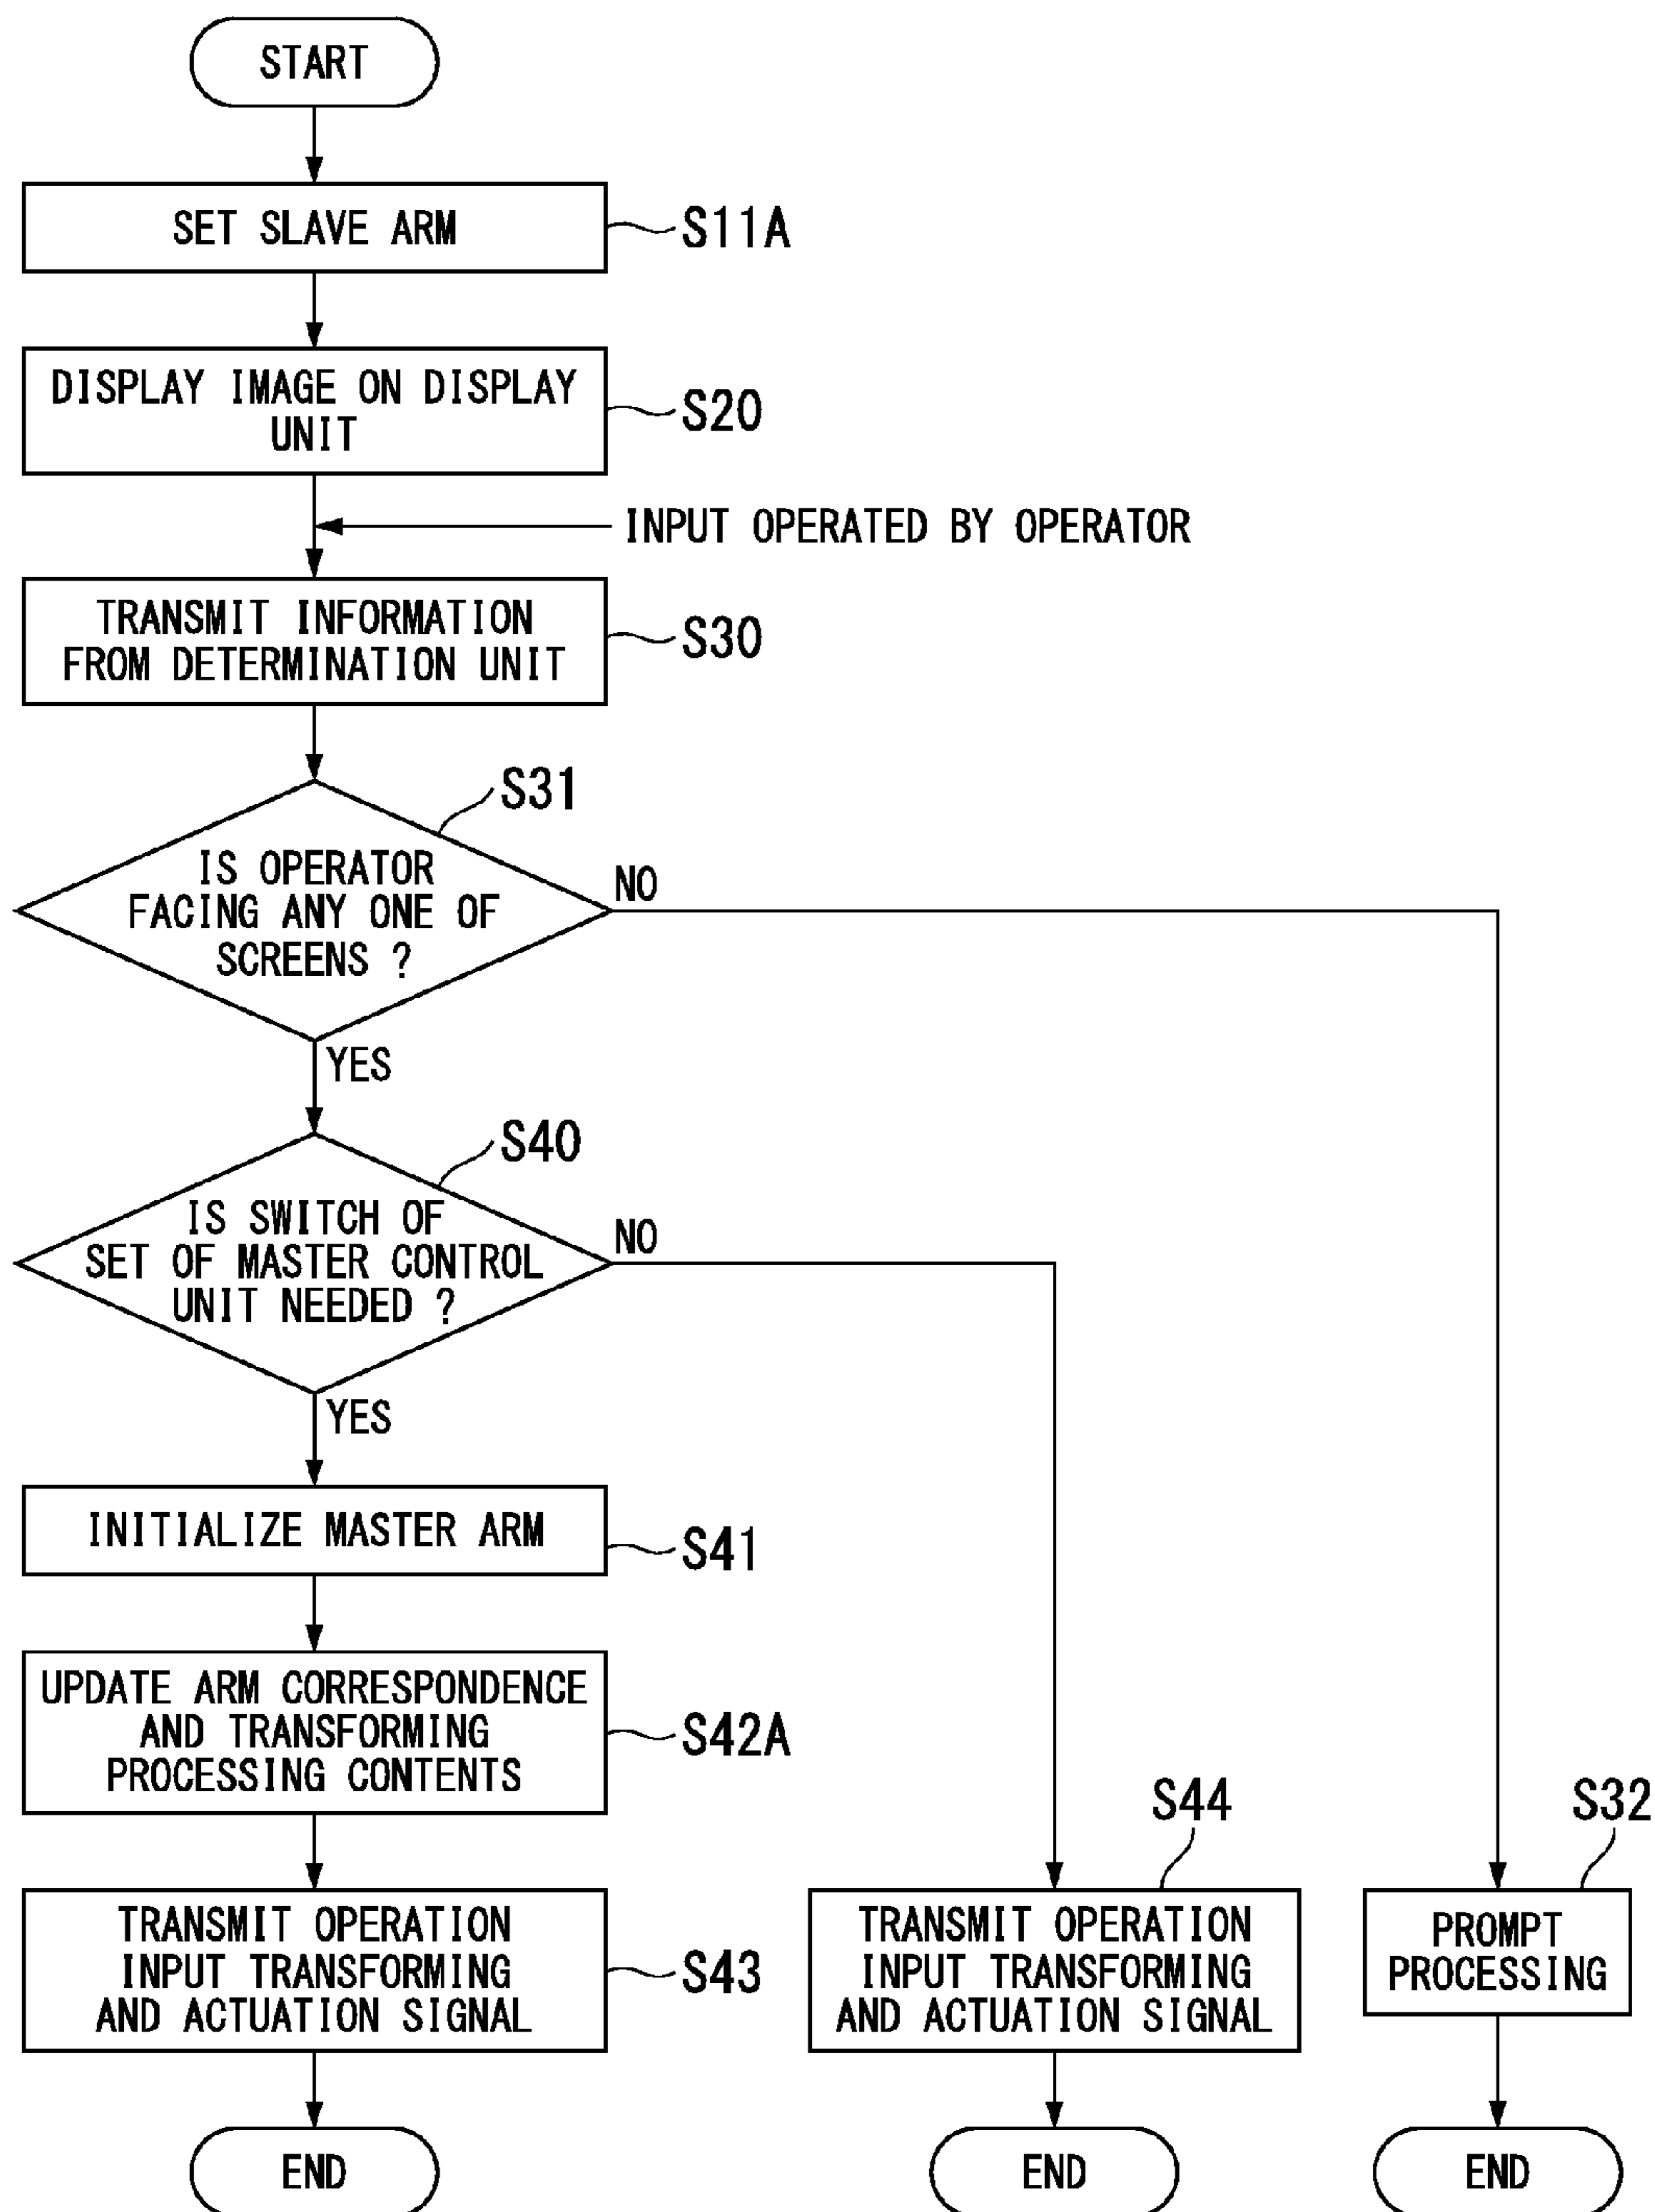 START
SET SLAVE ARM
S11A
DISPLAY IMAGE ON DISPLAY
UNIT
S20
INPUT OPERATED BY OPERATOR
TRANSMIT INFORMATION
FROM DETERMINATION UNIT
S30
S31
IS OPERATOR
FACING ANY ONE OF
SCREENS ?
NO
YES
S40
IS SWITCH OF
SET OF MASTER CONTROL
UNIT NEEDED ?
NO
YES
INITIALIZE MASTER ARM
S41
UPDATE ARM CORRESPONDENCE
AND TRANSFORMING
PROCESSING CONTENTS
S42A
TRANSMIT OPERATION
INPUT TRANSFORMING
AND ACTUATION SIGNAL
S43
S44
TRANSMIT OPERATION
INPUT TRANSFORMING
AND ACTUATION SIGNAL
S32
PROMPT
PROCESSING
END
END
END